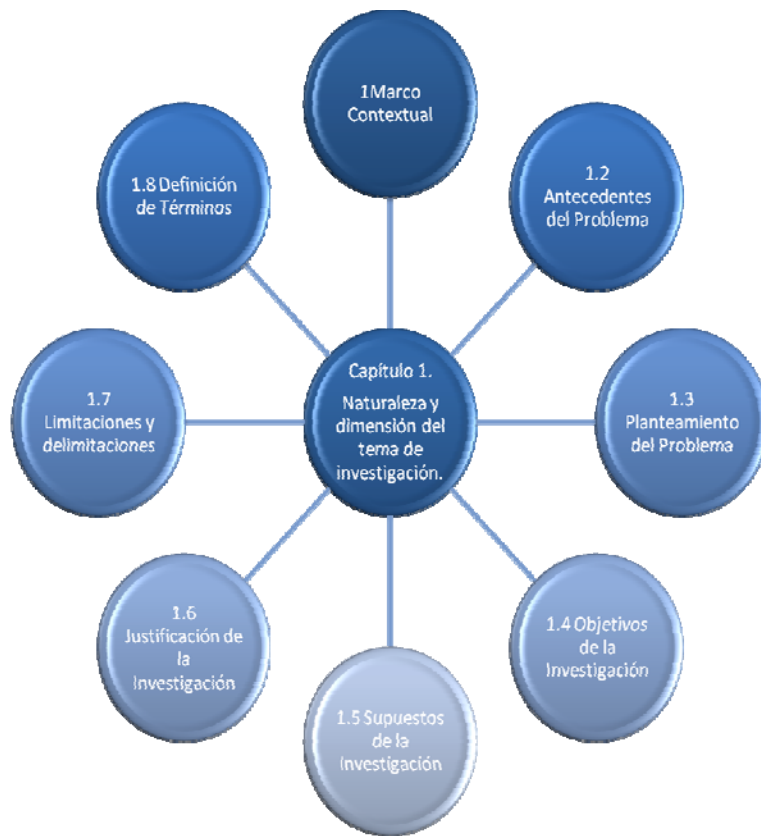 1Marco
Contextual
1.2
Antecedentes
del Problema
1.3
Planteamiento
del Problema
1.4 Objetivos
de la
Investigación
1.5 Supuestos
de la
Investigación
1.6
Justificación de
la
Investigación
1.7
Limitaciones y
delimitaciones
1.8 Definición
de Términos
Capítulo 1.
Naturaleza y
dimensión del
tema de
investigación.